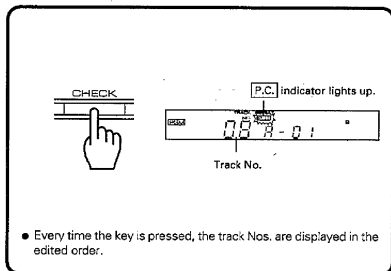 P.C. indicator lights up.
CHECK
TRACK
08 A - 01
Track No.
● Every time the key is pressed, the track Nos. are displayed in the
edited order.